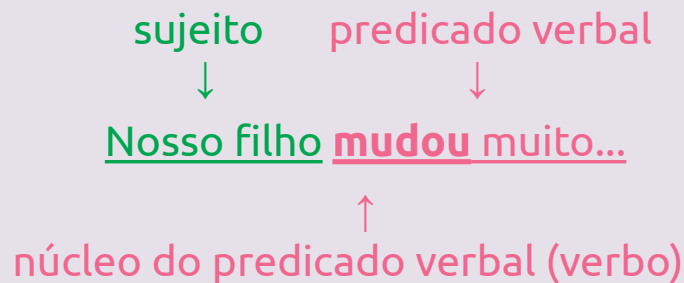 sujeito predicado verbal
↓ ↓
Nosso filho mudou muito...
↑
núcleo do predicado verbal (verbo)